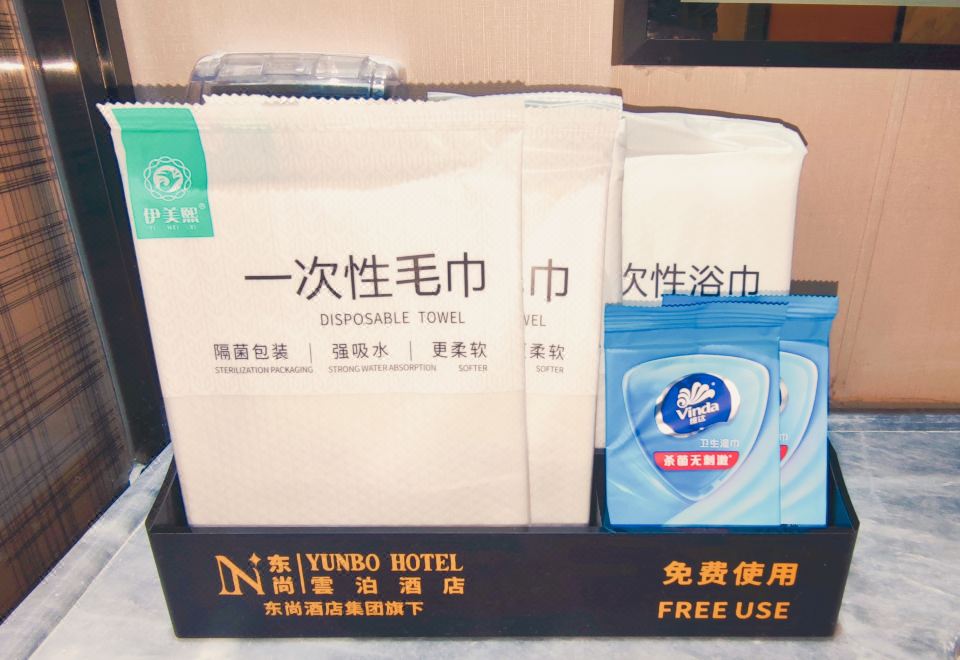 伊美熙®
YI MEI XI
一次性毛巾
DISPOSABLE TOWEL
隔菌包装 | 强吸水 | 更柔软
STERILIZATION PACKAGING STRONG WATER ABSORPTION SOFTER
巾
WEL
柔软
SOFTER
次性浴巾
Vinda
维达
卫生湿巾
杀菌无刺激
巾
N 东尚 YUNBO HOTEL
雲泊酒店
东尚酒店集团旗下
免费使用
FREE USE